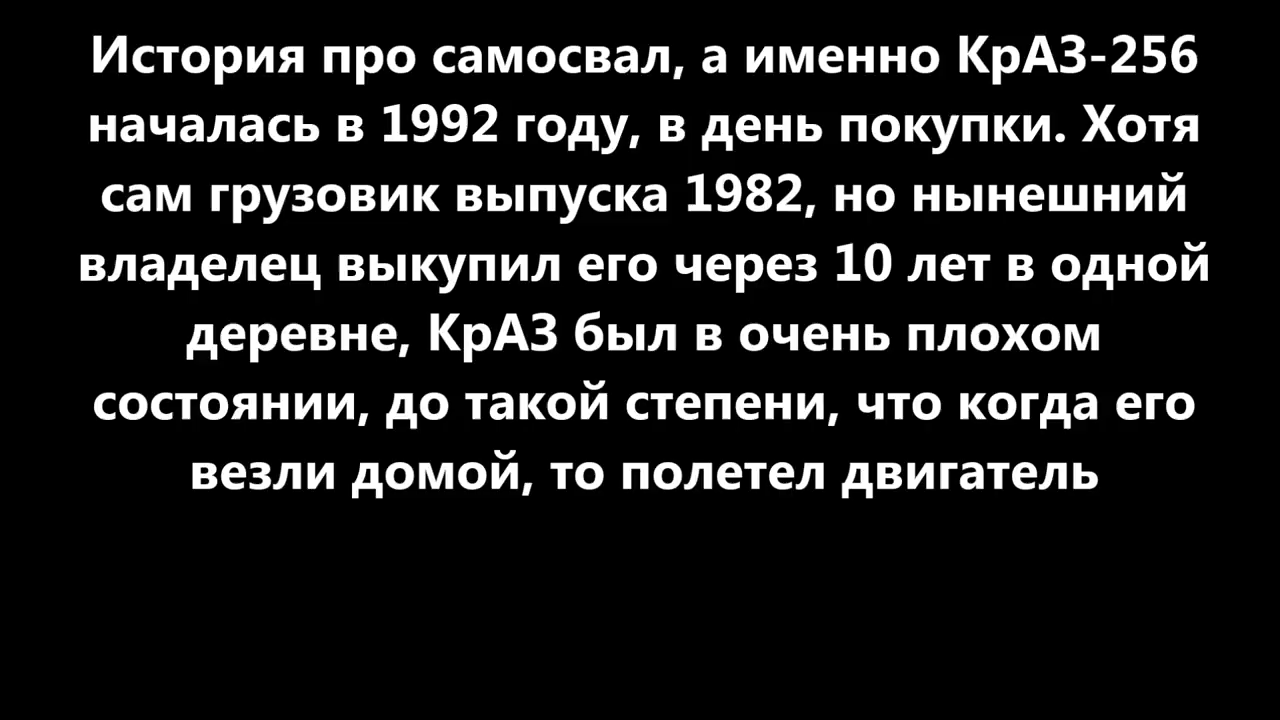 История про самосвал, а именно КрАЗ-256
началась в 1992 году, в день покупки. Хотя
сам грузовик выпуска 1982, но нынешний
владелец выкупил его через 10 лет в одной
деревне, КрАЗ был в очень плохом
состоянии, до такой степени, что когда его
везли домой, то полетел двигатель